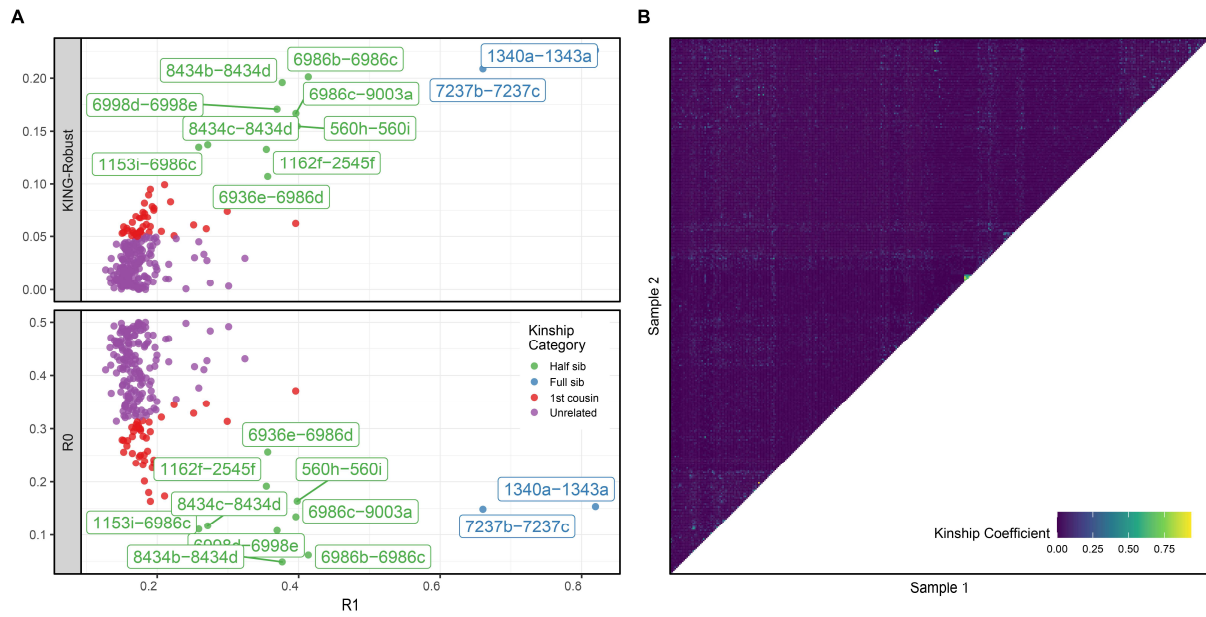 A
B
KING−Robust
0.20
0.15
0.10
0.05
0.00
8434b−8434d
6986b−6986c
1340a−1343a
7237b−7237c
6998d−6998e
6986c−9003a
8434c−8434d
560h−560i
1153i−6986c
1162f−2545f
6936e−6986d
R0
0.5
0.4
0.3
0.2
0.1
Kinship
Category
Half sib
Full sib
1st cousin
Unrelated
6936e−6986d
1162f−2545f
560h−560i
1340a−1343a
8434c−8434d
6986c−9003a
1153i−6986c
7237b−7237c
6998d−6998e
8434b−8434d
6986b−6986c
0.2
0.4
0.6
0.8
R1
Sample 2
Kinship Coefficient
0.00
0.25
0.50
0.75
Sample 1